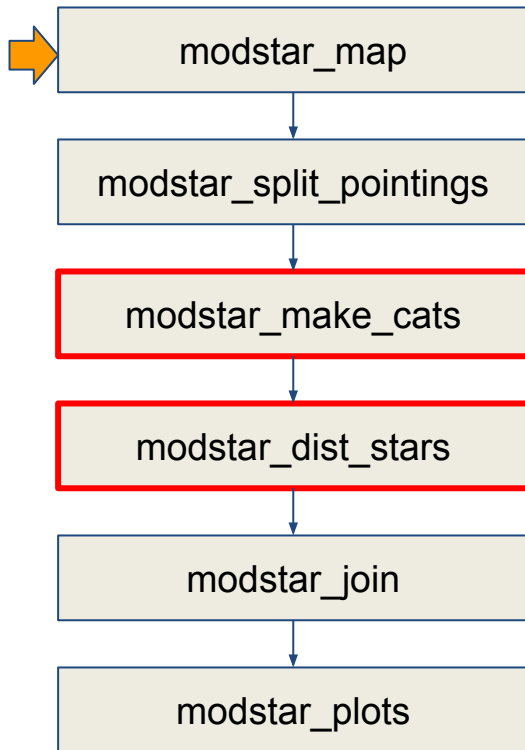 modstar_map
modstar_split_pointings
modstar_make_cats
modstar_dist_stars
modstar_join
modstar_plots